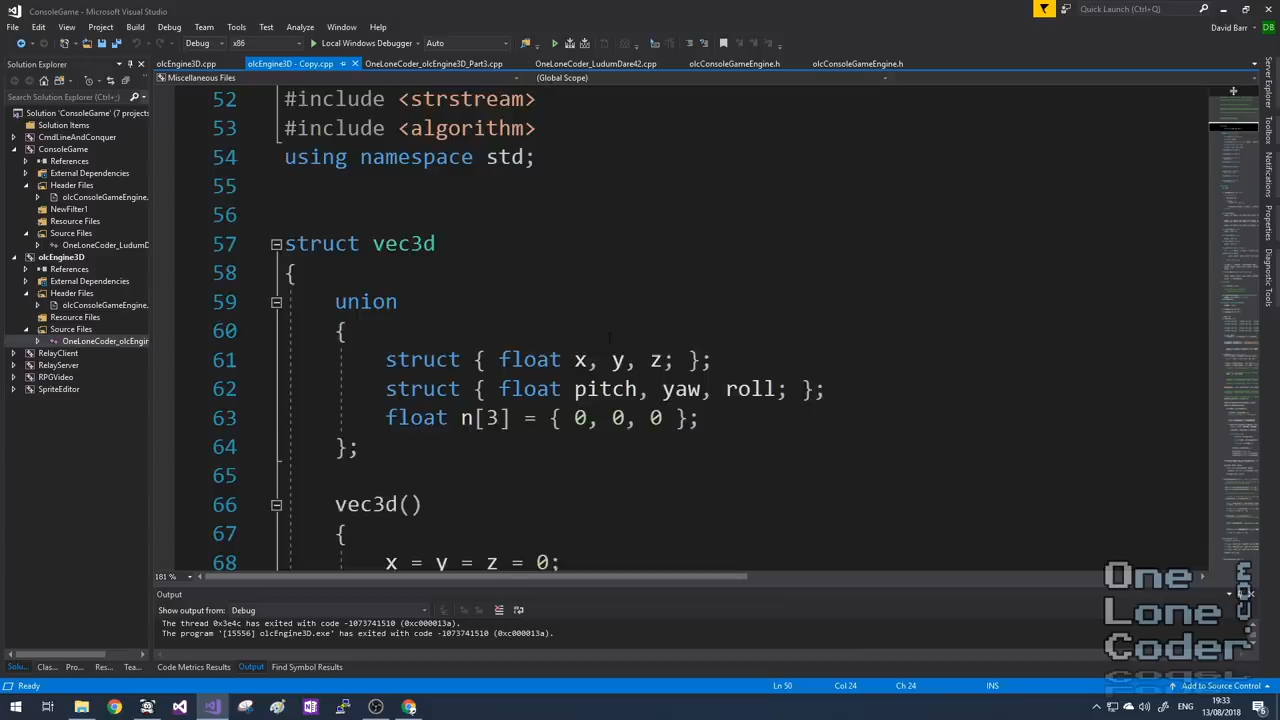 ConsoleGame - Microsoft Visual Studio
Quick Launch (Ctrl+Q)
File Edit View Project Build Debug Team Tools Test Analyze Window Help
David Barr
DB
Debug x86 Local Windows Debugger Auto
Solution Explorer
olcEngine3D.cpp olcEngine3D - Copy.cpp OneLoneCoder_olcEngine3D_Part3.cpp OneLoneCoder_LudumDare42.cpp olcConsoleGameEngine.h olcConsoleGameEngine.h
Miscellaneous Files (Global Scope)
Search Solution Explorer (Ctrl+;)
Solution 'ConsoleGame' (7 projects)
Solution Items
CmdLineAndConquer
ConsoleGame
References
External Dependencies
Header Files
olcConsoleGameEngine.
NewFilter1
Resource Files
Source Files
OneLoneCoder_LudumD
olcEngine3D
References
External Dependencies
Header Files
olcConsoleGameEngine.
Resource Files
Source Files
OneLoneCoder_olcEngin
RelayClient
RelayServer
RPGVideo
SpriteEditor
Solu... Clas... Pro... Res... Tea...
52 #include <strstream>
53 #include <algorithm>
54 using namespace std;
55
56
57 struct vec3d
58 {
59 union
60 {
61 struct { float x, y, z; };
62 struct { float pitch, yaw, roll; };
63 float n[3] = { 0, 0, 0 };
64 };
65
66 vec3d()
67 {
68 x = y = z = 0;
181 %
Server Explorer
Toolbox
Notifications
Properties
Diagnostic Tools
Output
Show output from: Debug
The thread 0x3e4c has exited with code -1073741510 (0xc000013a).
The program '[15556] olcEngine3D.exe' has exited with code -1073741510 (0xc000013a).
Code Metrics Results Output Find Symbol Results
One
Lone
Coder
.com
Ready Ln 50 Col 24 Ch 24 INS Add to Source Control
19:33
13/08/2018